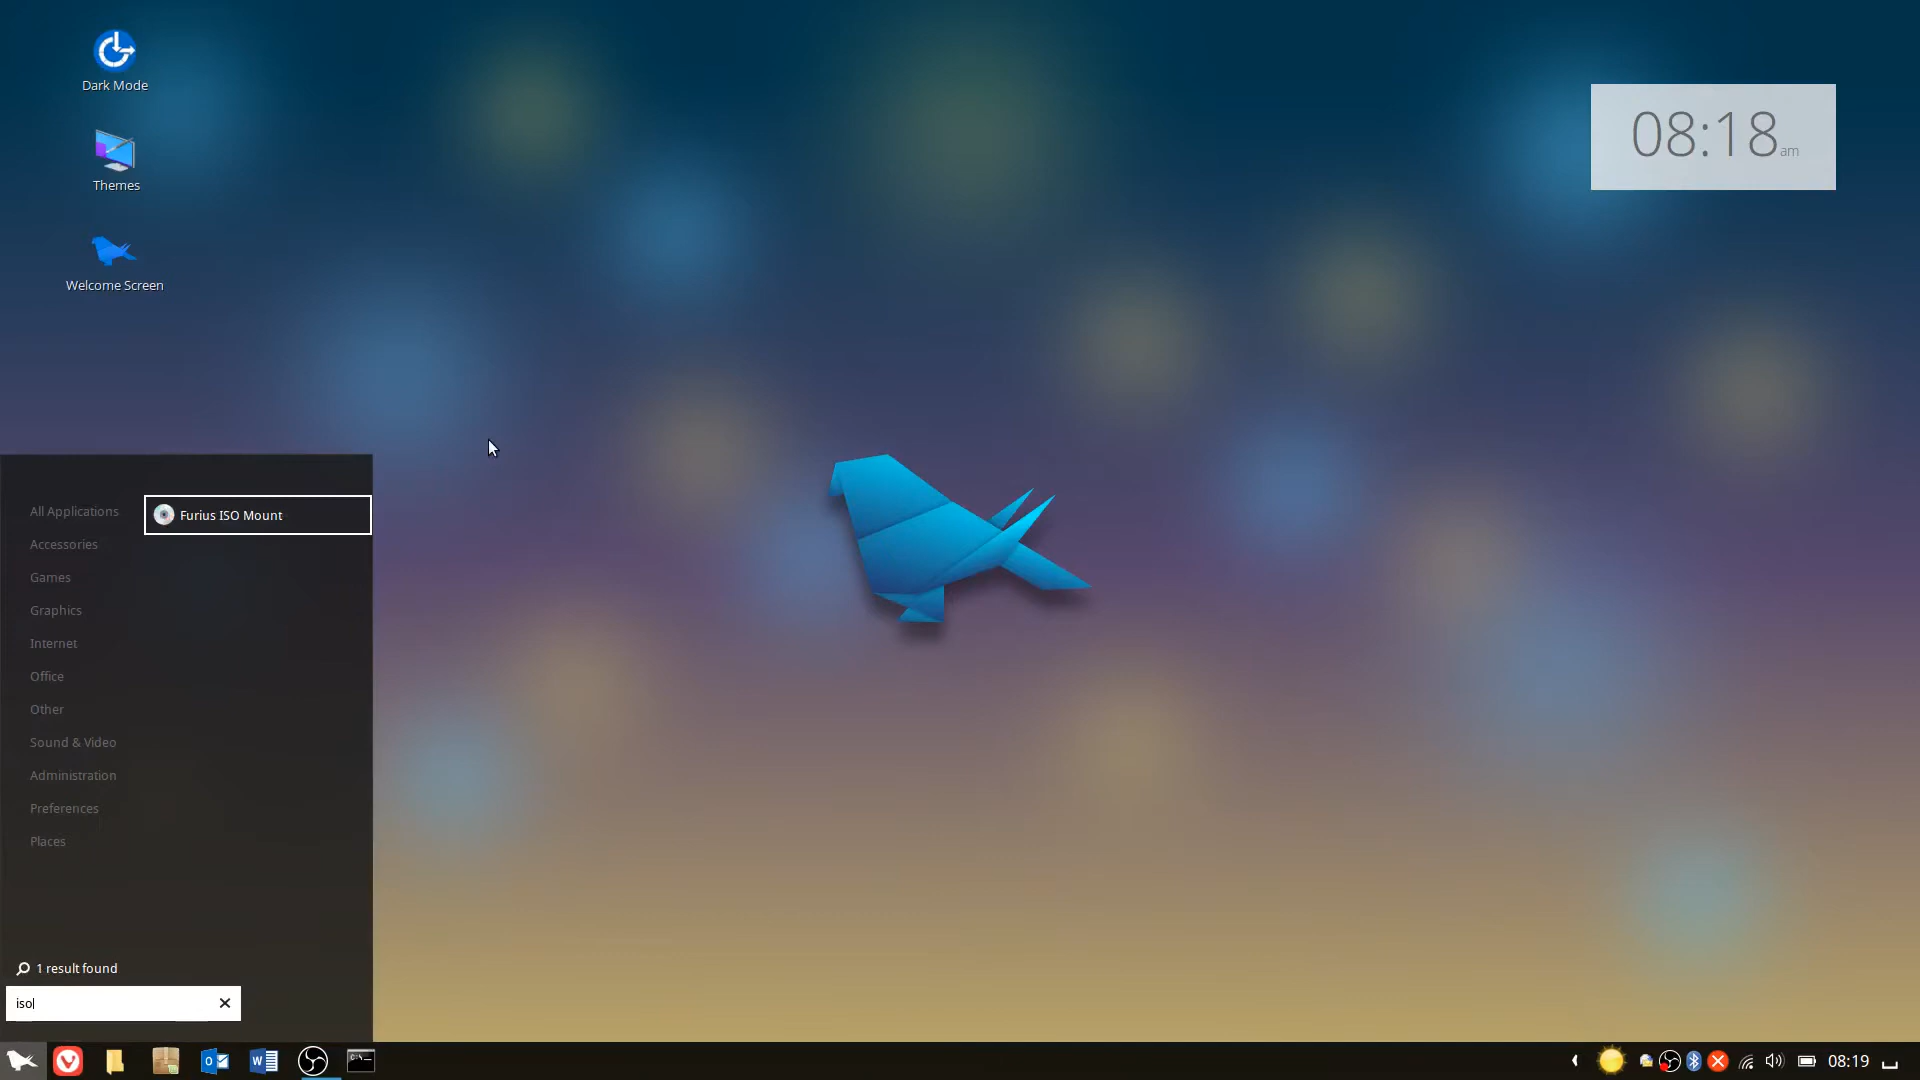 Dark Mode
Themes
Welcome Screen
08:18 am
All Applications
Furius ISO Mount
Accessories
Games
Graphics
Internet
Office
Other
Sound & Video
Administration
Preferences
Places
1 result found
iso
08:19